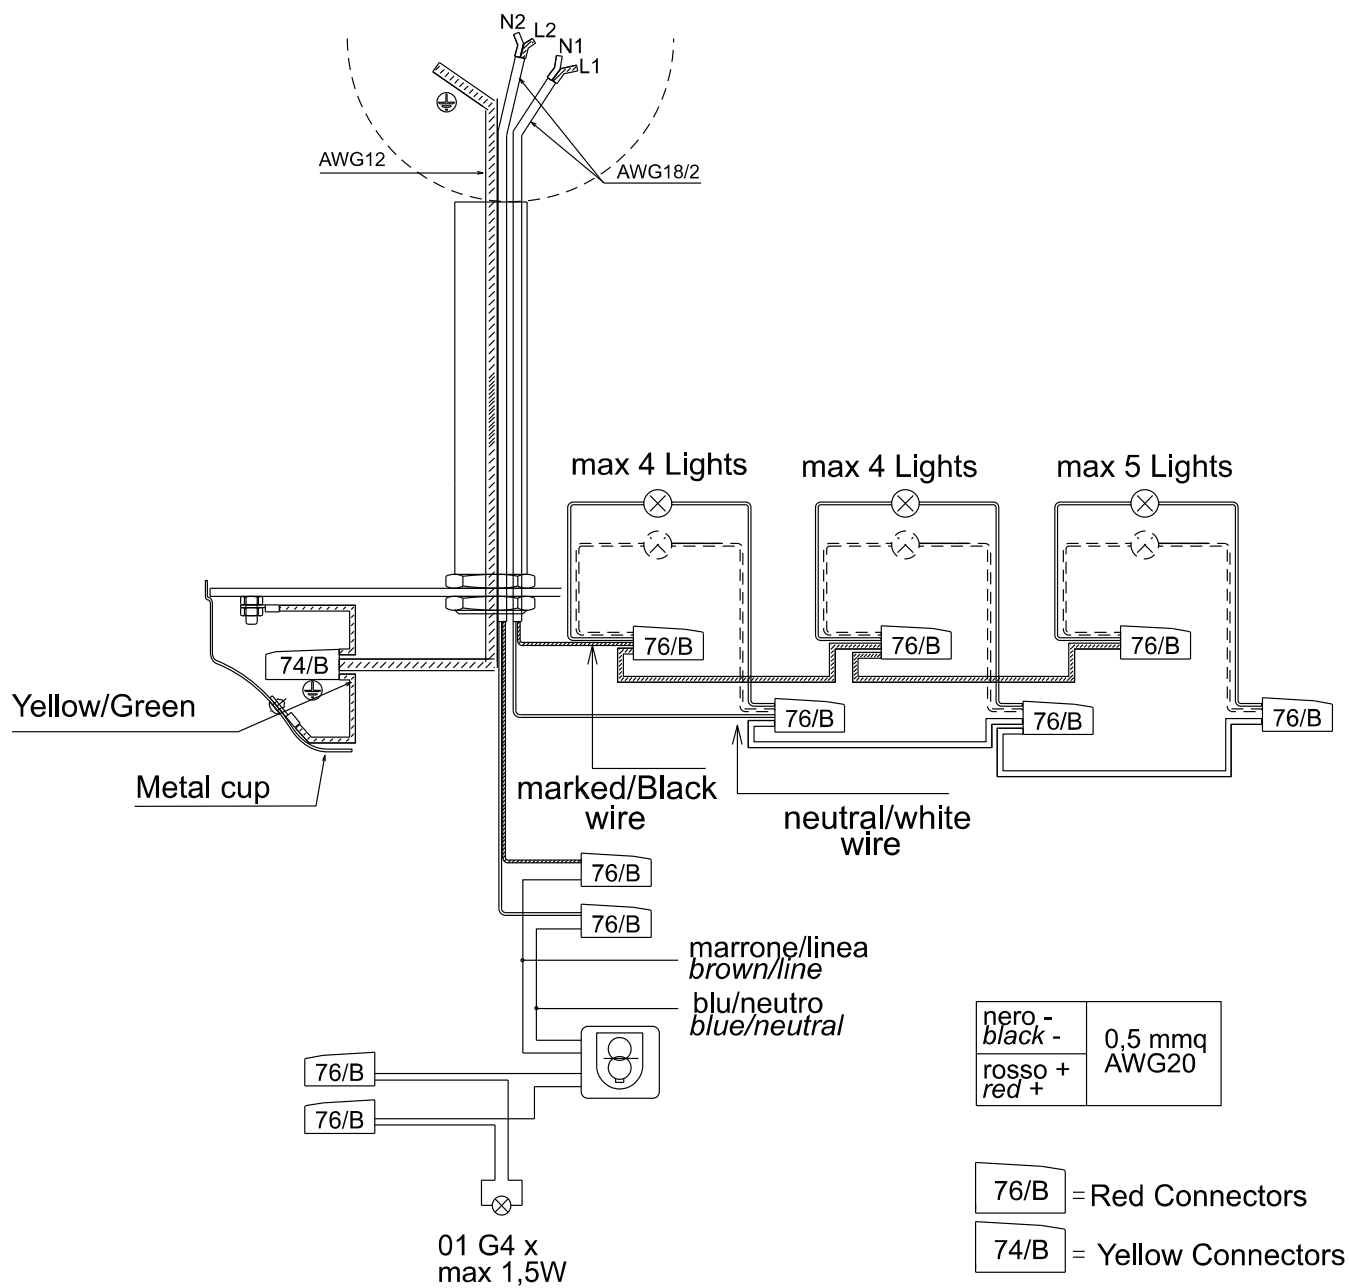 N2
L2
N1
L1
AWG12
AWG18/2
max 4 Lights
max 4 Lights
max 5 Lights
76/B
76/B
76/B
74/B
Yellow/Green
76/B
76/B
76/B
Metal cup
marked/Black
wire
neutral/white
wire
76/B
76/B
marrone/linea
brown/line
blu/neutro
blue/neutral
nero -
black -
rosso +
red +
0,5 mmq
AWG20
76/B
76/B
76/B = Red Connectors
74/B = Yellow Connectors
01 G4 x
max 1,5W